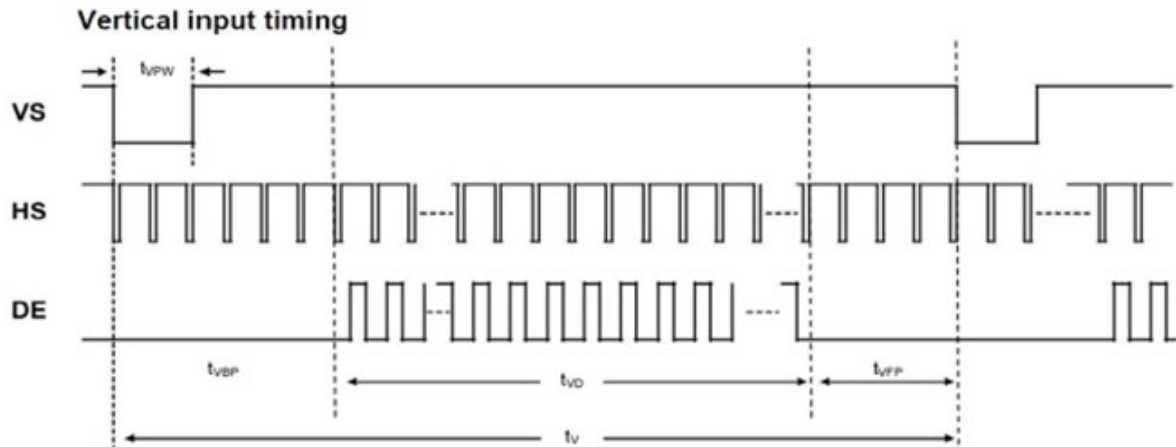 Vertical input timing
tVPW
VS
HS
DE
tVBP
tVD
tVFP
tV